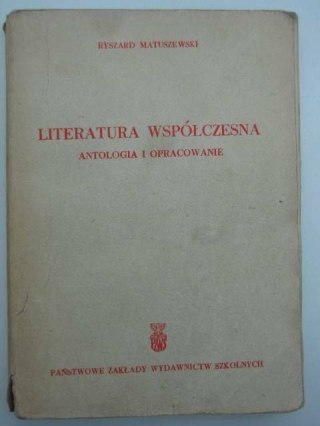 RYSZARD MATUSZEWSKI
LITERATURA WSPÓŁCZESNA
ANTOLOGIA I OPRACOWANIE
PAŃSTWOWE ZAKŁADY WYDAWNICTW SZKOLNYCH